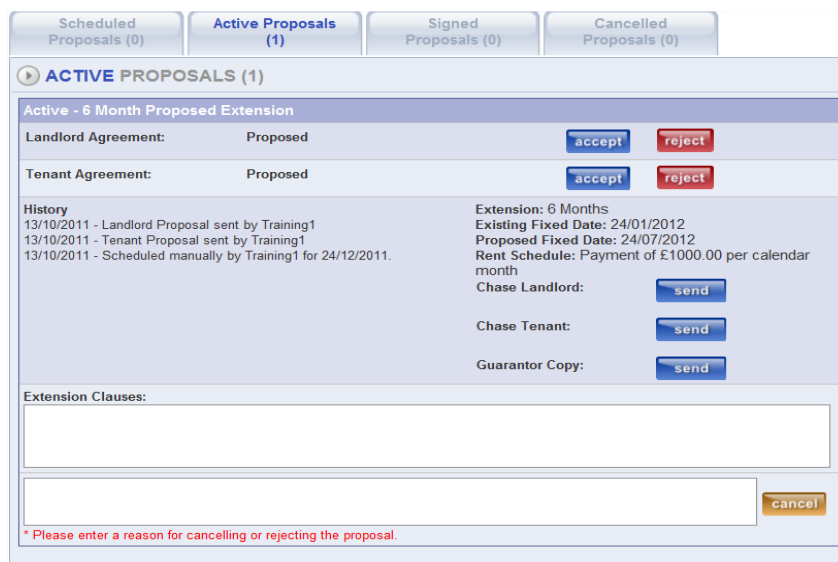 Scheduled
Proposals (0)
Active Proposals
(1)
Signed
Proposals (0)
Cancelled
Proposals (0)
ACTIVE PROPOSALS (1)
Active - 6 Month Proposed Extension
Landlord Agreement: Proposed accept reject
Tenant Agreement: Proposed accept reject
History
13/10/2011 - Landlord Proposal sent by Training1
13/10/2011 - Tenant Proposal sent by Training1
13/10/2011 - Scheduled manually by Training1 for 24/12/2011.
Extension: 6 Months
Existing Fixed Date: 24/01/2012
Proposed Fixed Date: 24/07/2012
Rent Schedule: Payment of £1000.00 per calendar
month
Chase Landlord: send
Chase Tenant: send
Guarantor Copy: send
Extension Clauses:
cancel
* Please enter a reason for cancelling or rejecting the proposal.